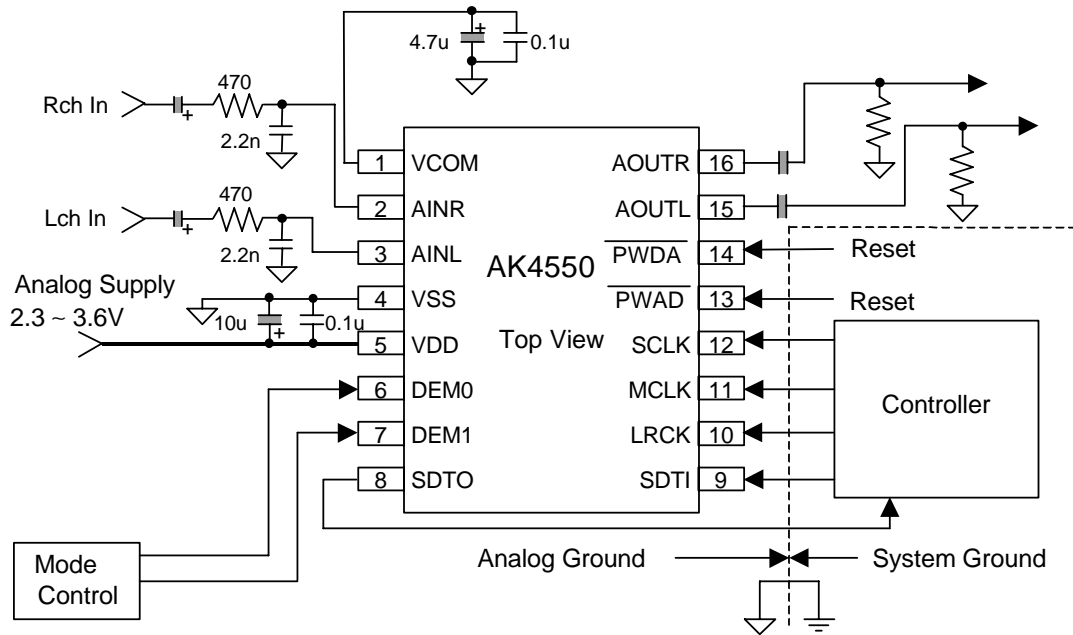 4.7u
+
0.1u
470
Rch In
+
2.2n
1
VCOM
AOUTR
16
470
Lch In
+
2.2n
2
AINR
AOUTL
15
3
AINL
AK4550
PWDA
14
Reset
Analog Supply
2.3 ~ 3.6V
4
VSS
PWAD
13
Reset
10u
+
0.1u
Top View
5
VDD
SCLK
12
6
DEM0
MCLK
11
Controller
7
DEM1
LRCK
10
8
SDTO
SDTI
9
Mode
Control
Analog Ground
System Ground